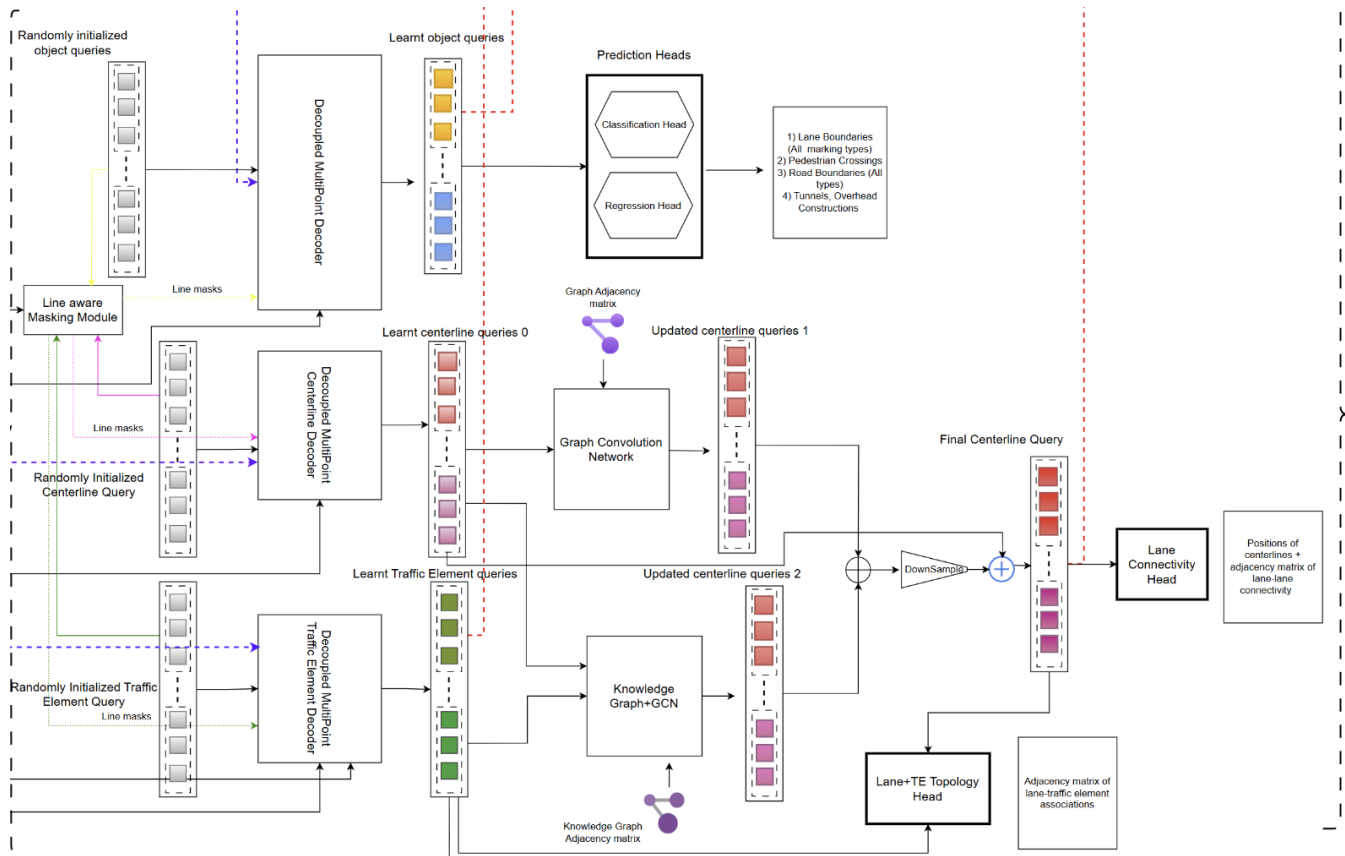 Randomly initialized
object queries
Learnt object queries
Prediction Heads
Decoupled MultiPoint Decoder
Classification Head
Regression Head
1) Lane Boundaries
(All marking types)
2) Pedestrian Crossings
3) Road Boundaries (All
types)
4) Tunnels, Overhead
Constructions
Line aware
Masking Module
Line masks
Graph Adjacency
matrix
Learnt centerline queries 0
Updated centerline queries 1
Decoupled MultiPoint
Centerline Decoder
Line masks
Graph Convolution
Network
Randomly Initialized
Centerline Query
Final Centerline Query
Lane
Connectivity
Head
Positions of
centerlines +
adjacency matrix of
lane-lane
connectivity
DownSample
Learnt Traffic Element queries
Updated centerline queries 2
Decoupled MultiPoint
Traffic Element Decoder
Randomly Initialized Traffic
Element Query
Line masks
Knowledge
Graph+GCN
Lane+TE Topology
Head
Adjacency matrix of
lane-traffic element
associations
Knowledge Graph
Adjacency matrix